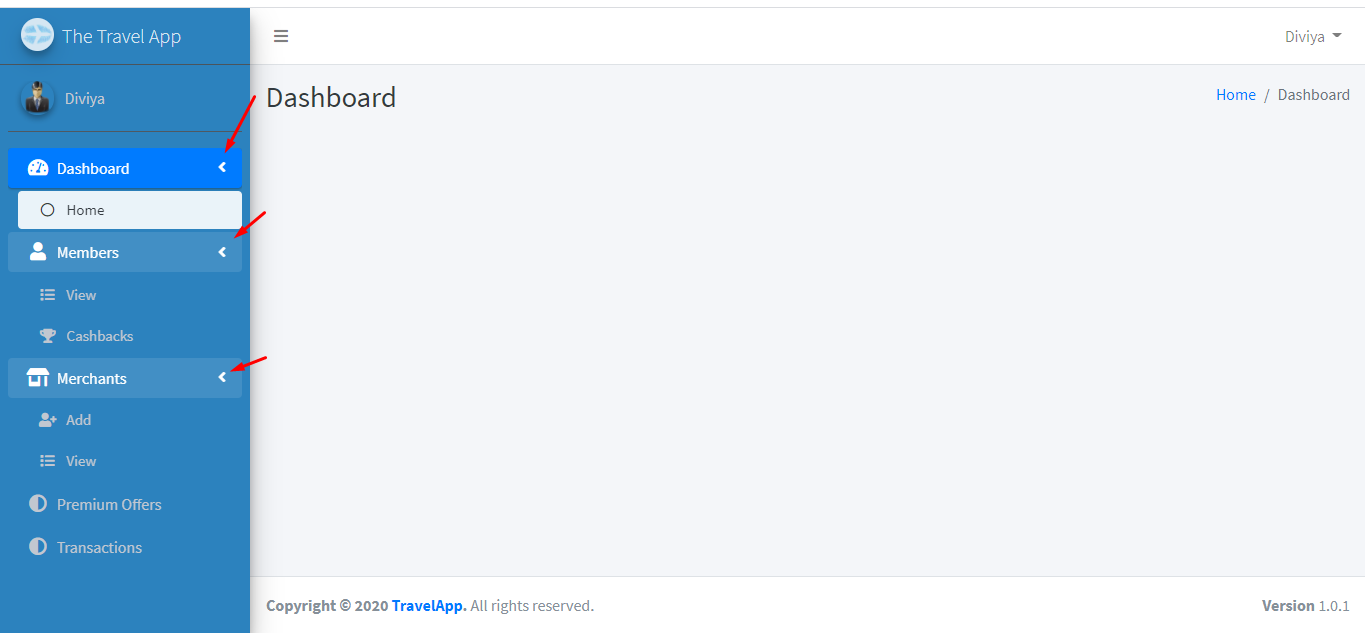 The Travel App
Diviya
Diviya
Dashboard
Home / Dashboard
Dashboard
Home
Members
View
Cashbacks
Merchants
Add
View
Premium Offers
Transactions
Copyright © 2020 TravelApp. All rights reserved.
Version 1.0.1